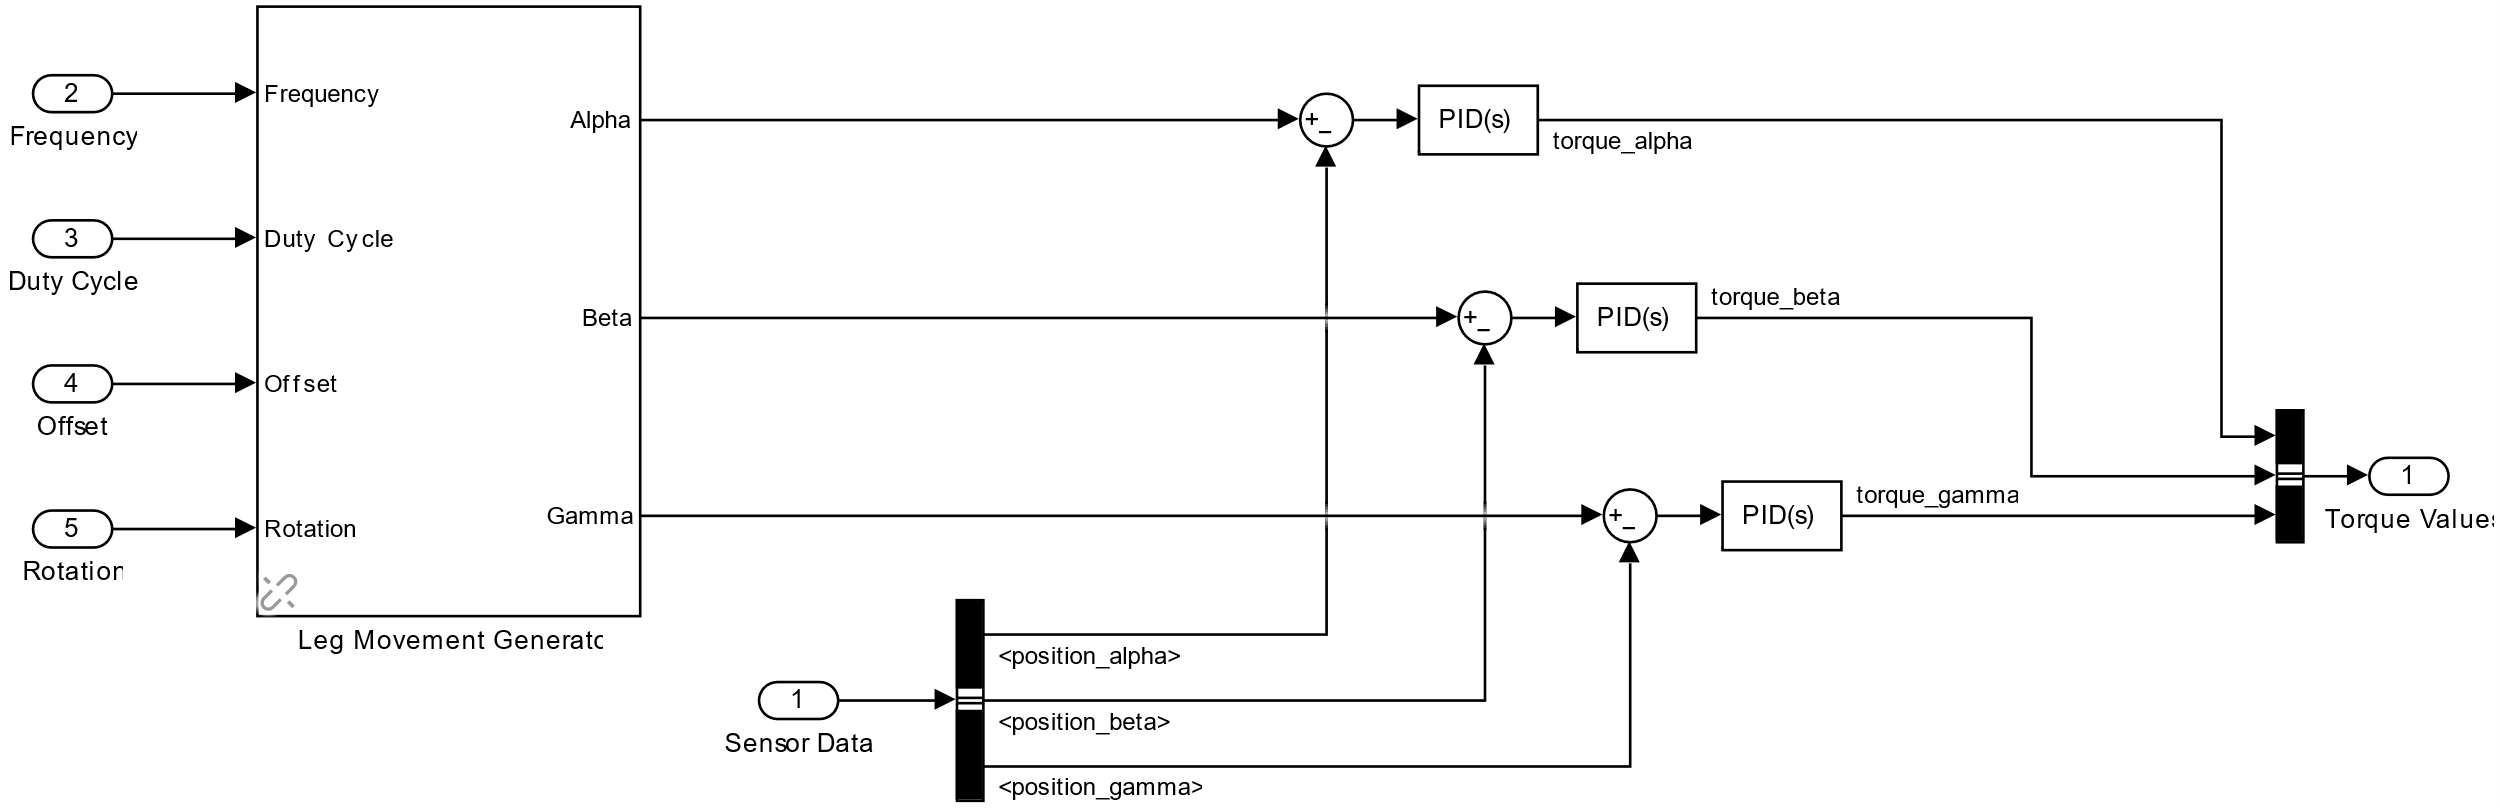 2
Frequency
3
Duty Cycle
4
Offset
5
Rotation
Frequency
Duty Cycle
Offset
Rotation
Alpha
Beta
Gamma
Leg Movement Generato
+
−
PID(s)
torque_alpha
+
−
PID(s)
torque_beta
+
−
PID(s)
torque_gamma
1
Sensor Data
<position_alpha>
<position_beta>
<position_gamma>
1
Torque Values